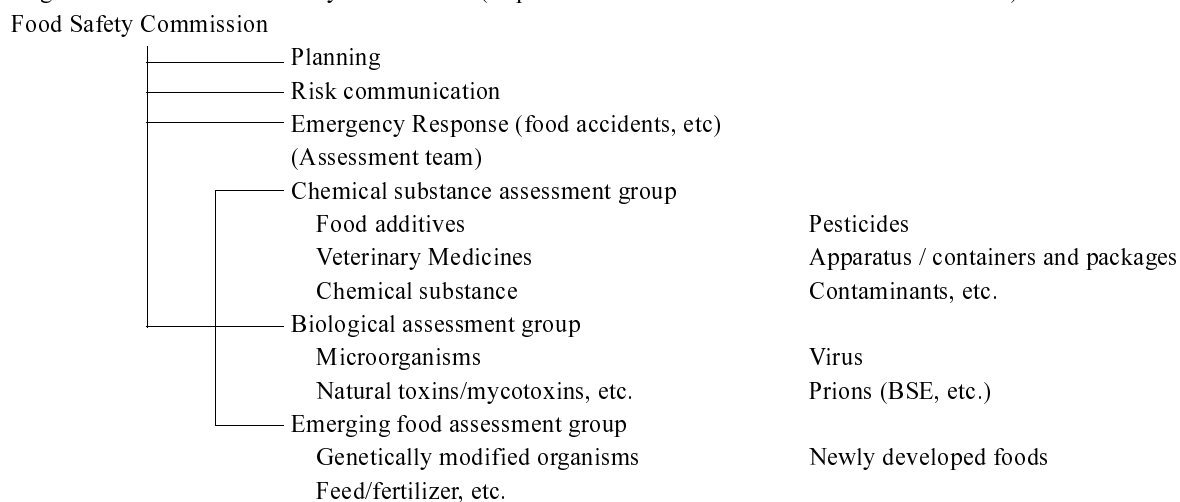 Food Safety Commission
Planning
Risk communication
Emergency Response (food accidents, etc)
(Assessment team)
Chemical substance assessment group
Food additives Pesticides
Veterinary Medicines Apparatus / containers and packages
Chemical substance Contaminants, etc.
Biological assessment group
Microorganisms Virus
Natural toxins/mycotoxins, etc. Prions (BSE, etc.)
Emerging food assessment group
Genetically modified organisms Newly developed foods
Feed/fertilizer, etc.